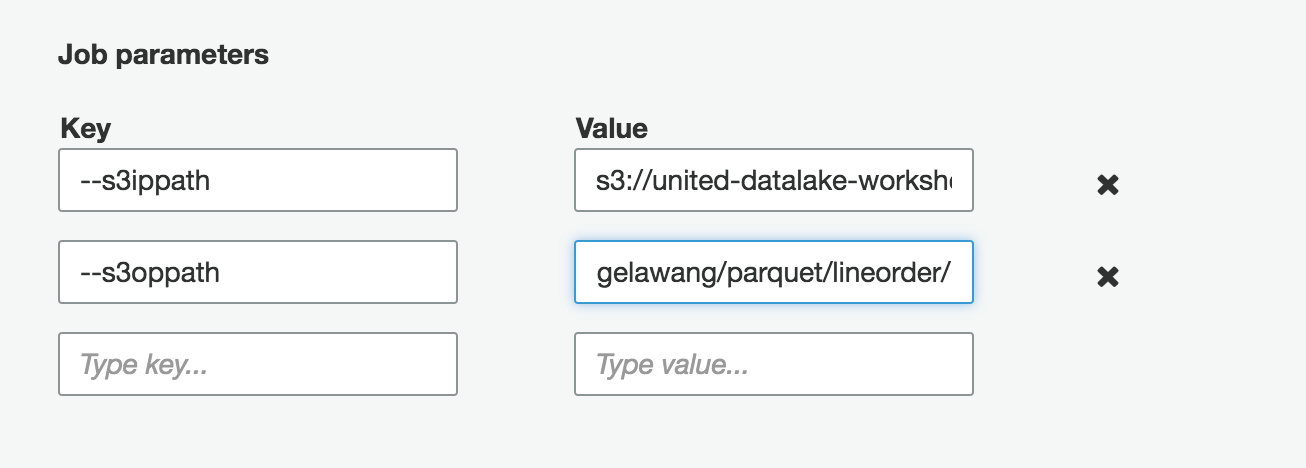 Job parameters
Key Value
--s3ippath s3://united-datalake-worksh
--s3oppath gelawang/parquet/lineorder/
Type key... Type value...